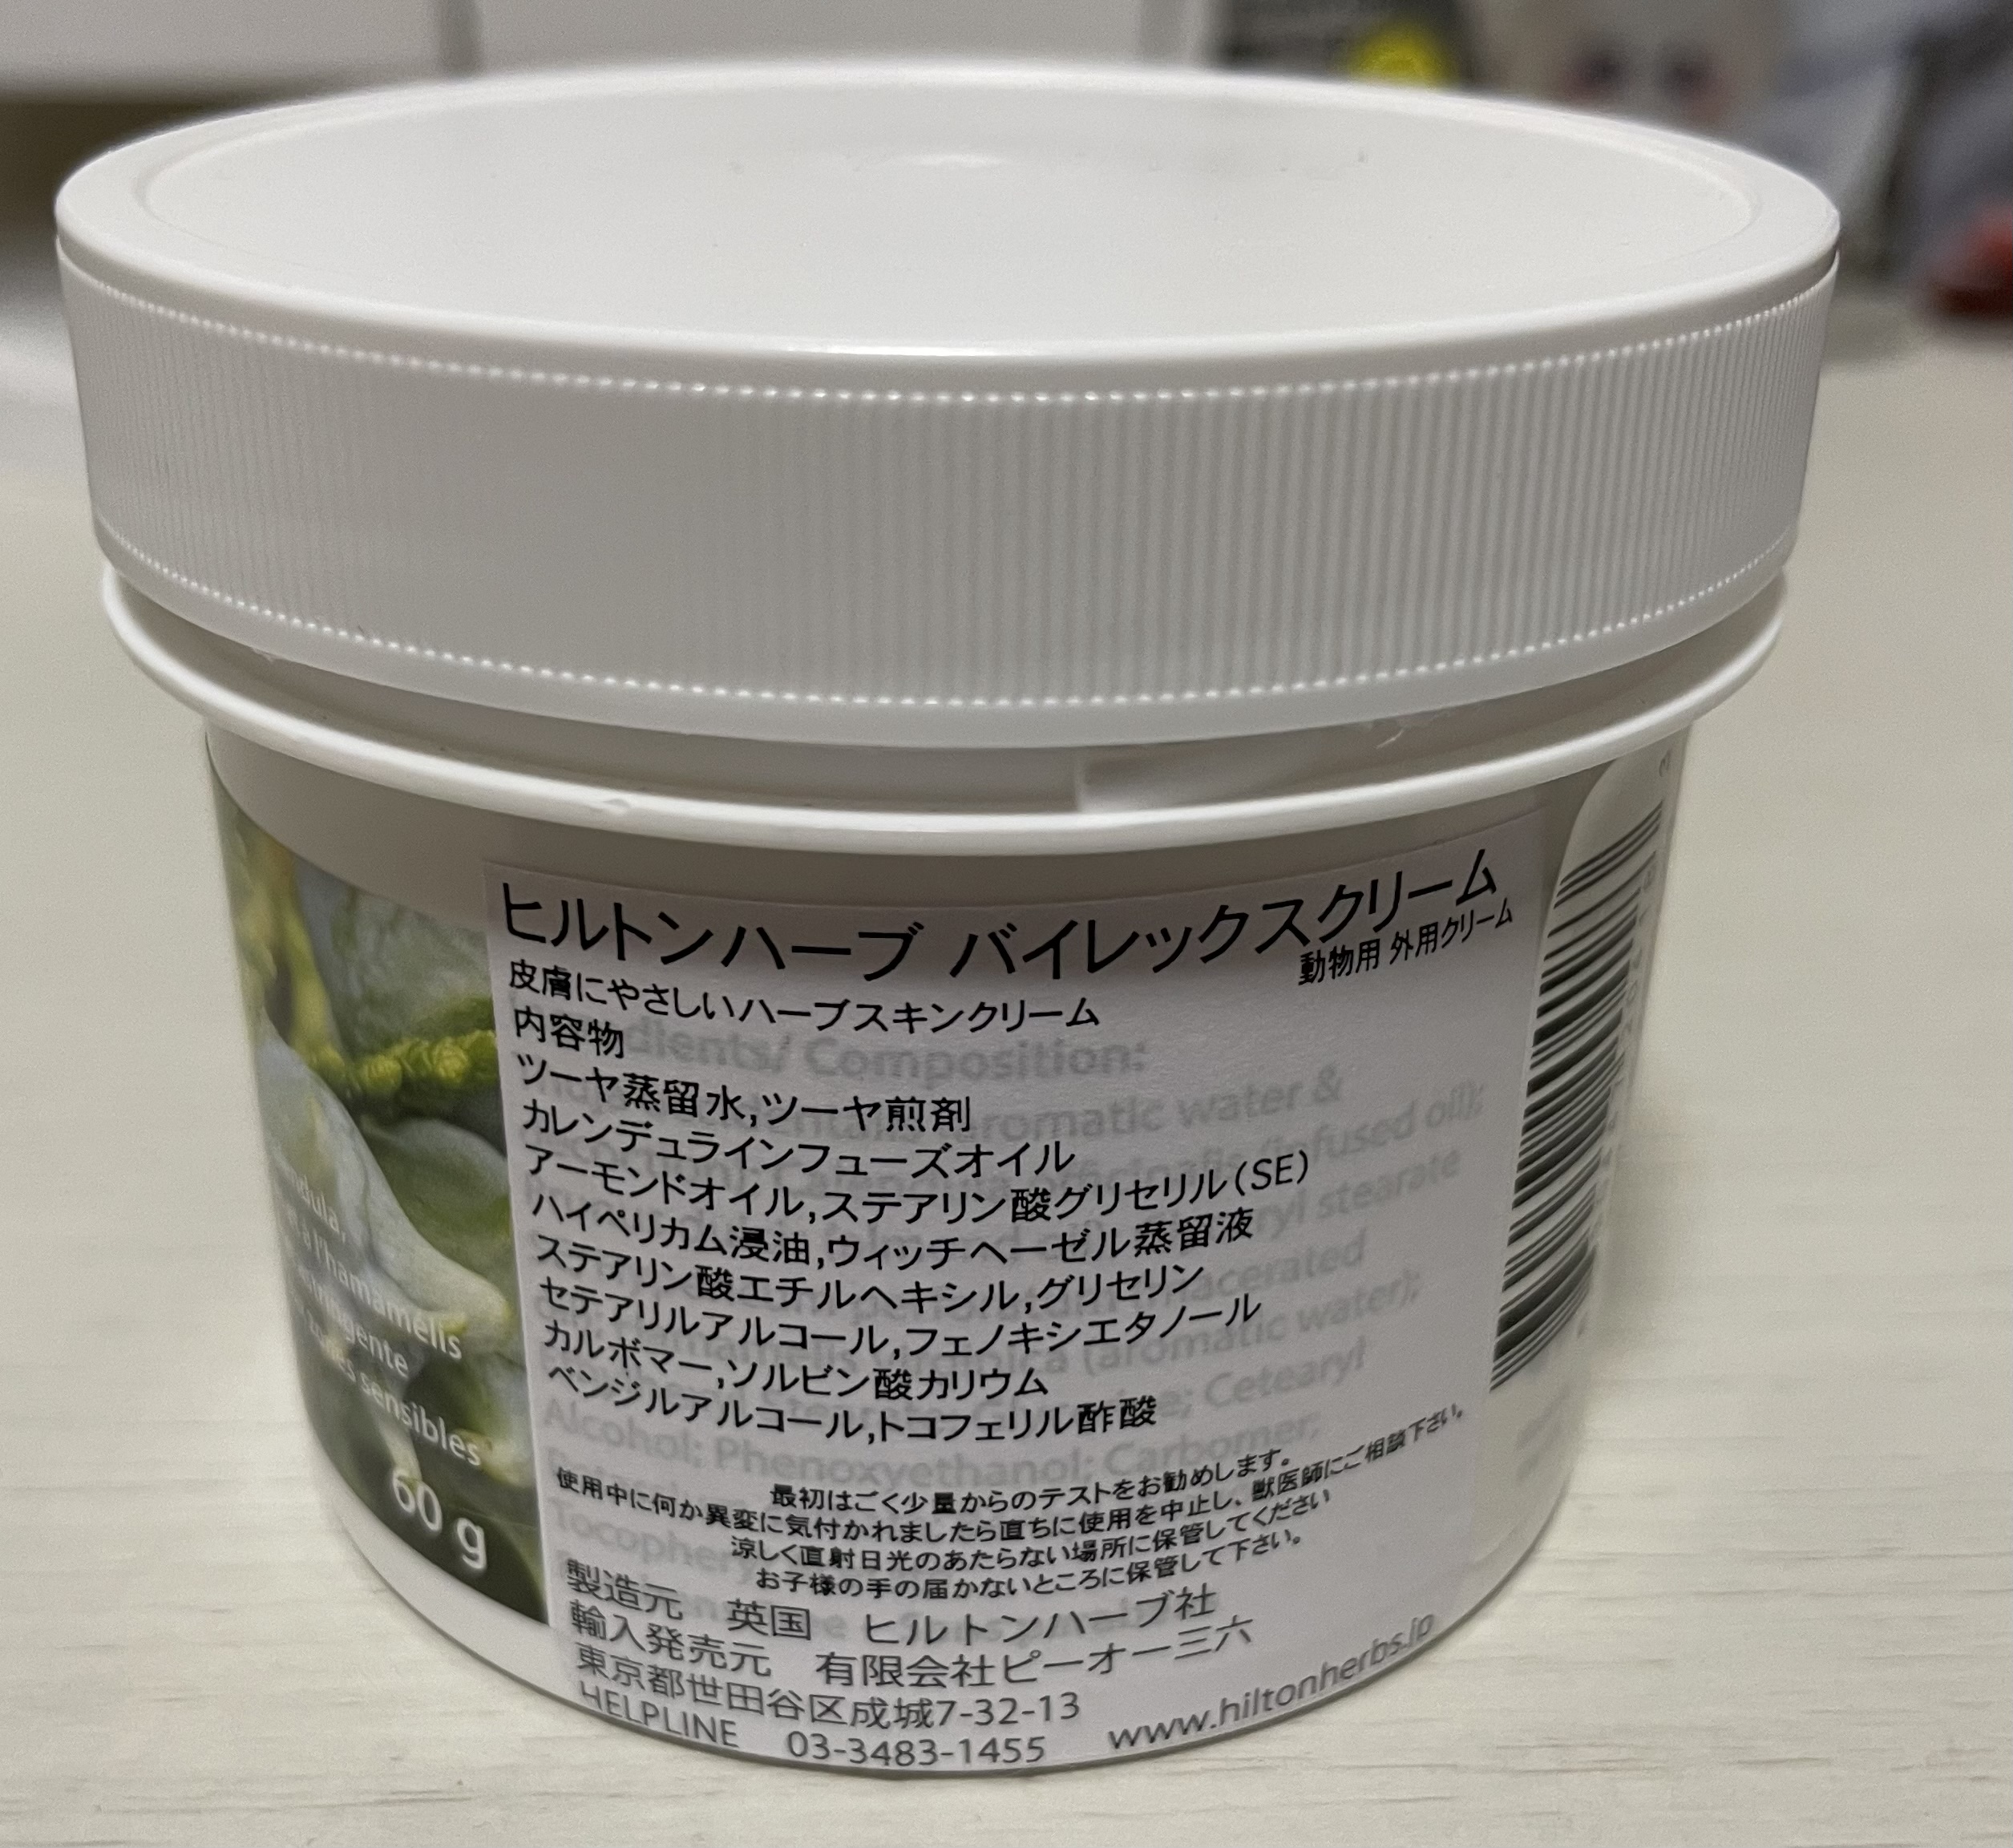 ヒルトンハーブ バイレックスクリーム
動物用 外用クリーム
皮膚にやさしいハーブスキンクリーム
内容物
ツーヤ蒸留水,ツーヤ煎剤
カレンデュラインフューズオイル
アーモンドオイル,ステアリン酸グリセリル(SE)
ハイペリカム浸油,ウィッチヘーゼル蒸留液
ステアリン酸エチルヘキシル,グリセリン
セテアリルアルコール,フェノキシエタノール
カルボマー,ソルビン酸カリウム
ベンジルアルコール,トコフェリル酢酸
最初はごく少量からのテストをお勧めします。
使用中に何か異変に気付かれましたら直ちに使用を中止し、獣医師にご相談下さい。
涼しく直射日光のあたらない場所に保管してください
お子様の手の届かないところに保管して下さい。
製造元 英国 ヒルトンハーブ社
輸入発売元 有限会社ピーオー三六
東京都世田谷区成城7-32-13
HELPLINE 03-3483-1455 www.hiltonherbs.jp
dients/ Composition:
aromatic water &
(infused oil);
stearate
macerated
(aromatic water);
Cetearyl
Alcohol; Phenoxyethanol; Carbomer;
à l'hamamelis
sensibles
60 g